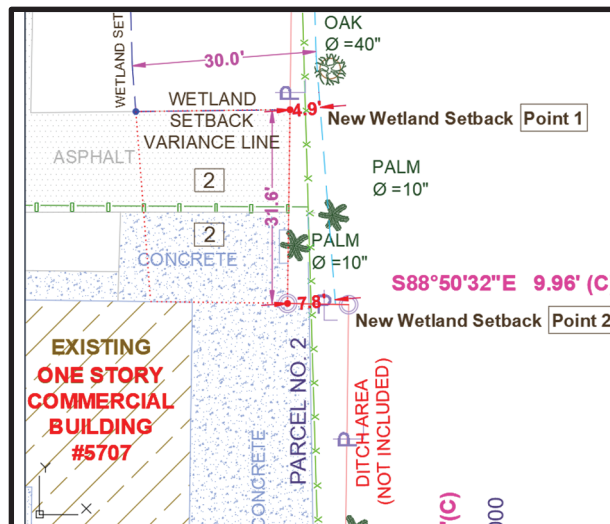 OAK
Ø =40"
WETLAND SET
30.0'
P
WETLAND
SETBACK
VARIANCE LINE
4.9'
New Wetland Setback Point 1
ASPHALT
2
31.6'
PALM
Ø =10"
2
CONCRETE
PALM
Ø =10"
S88°50'32"E 9.96' (C
7.8'
P
New Wetland Setback Point 2
EXISTING
ONE STORY
COMMERCIAL
BUILDING
#5707
PARCEL NO. 2
DITCH AREA
(NOT INCLUDED)
P
CONCRETE
Y
X
'(C)
000